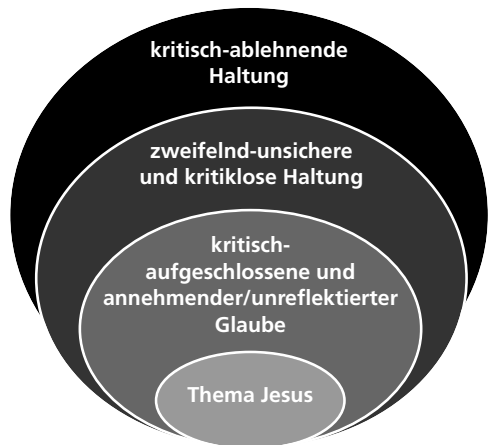 kritisch-ablehnende
Haltung
zweifelnd-unsichere
und kritiklose Haltung
kritisch-
aufgeschlossene und
annehmender/unreflektierter
Glaube
Thema Jesus